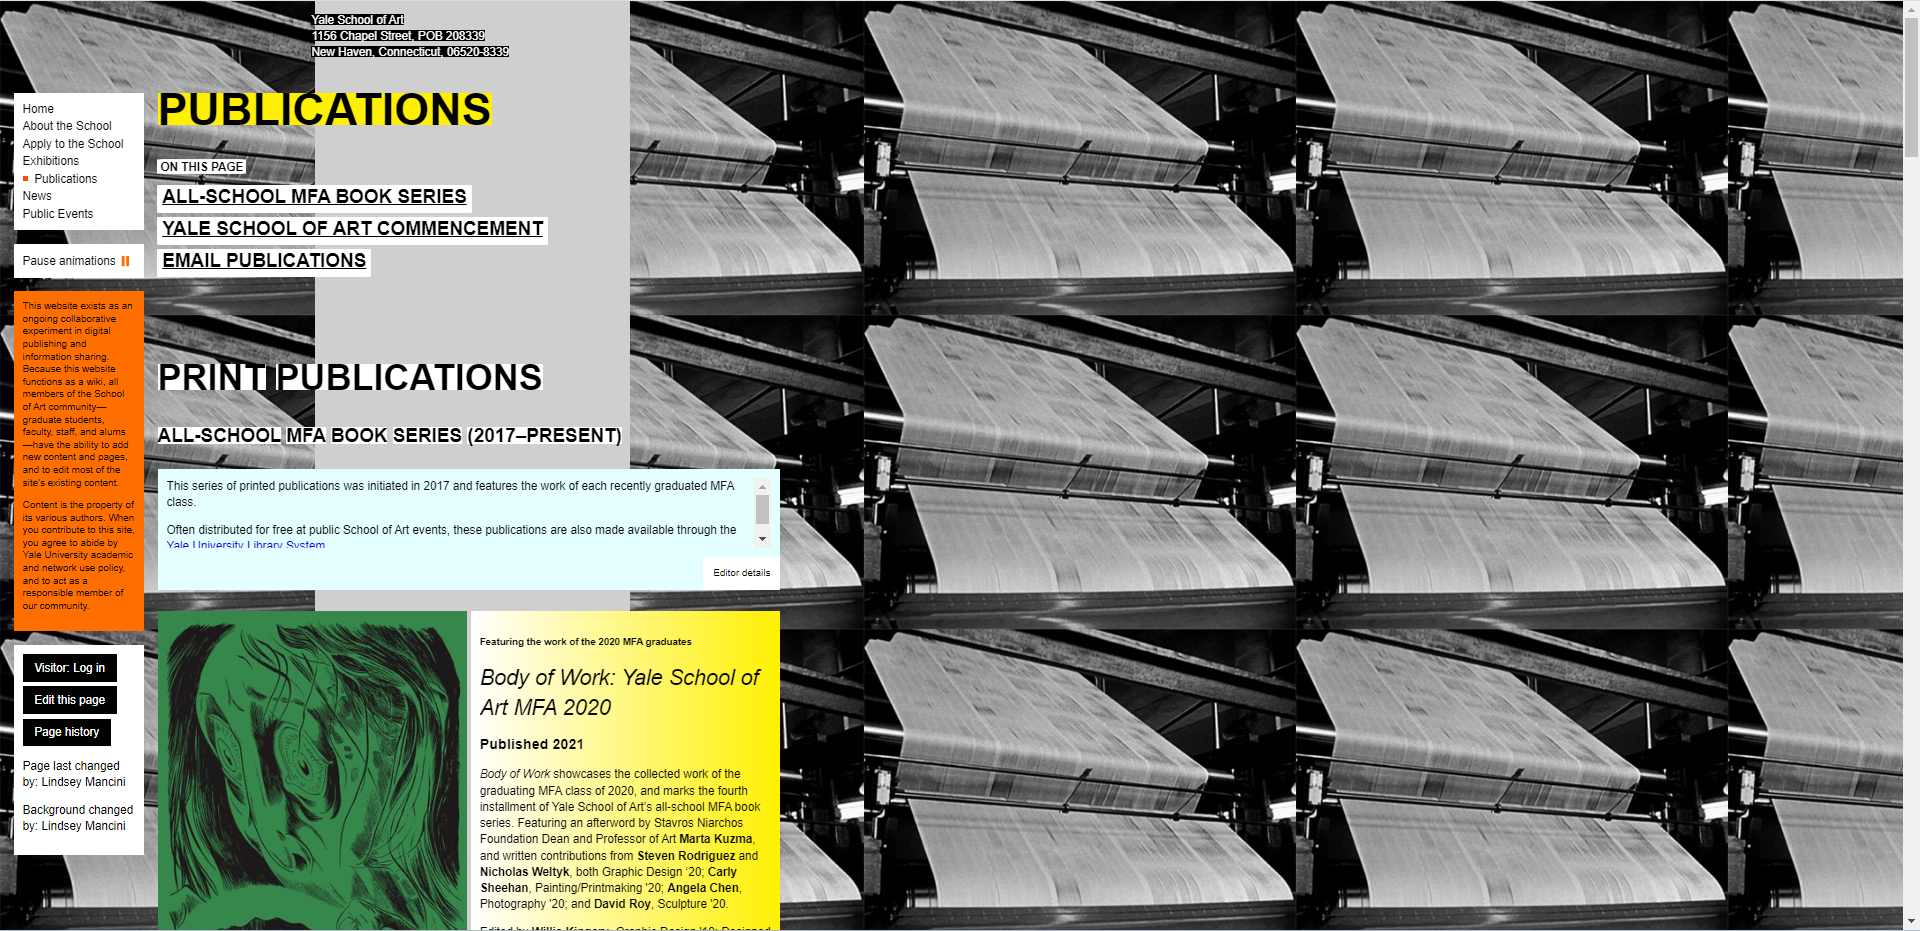 Yale School of Art
1156 Chapel Street, POB 208339
New Haven, Connecticut, 06520-8339
Home
About the School
Apply to the School
Exhibitions
Publications
News
Public Events
Pause animations
This website exists as an
ongoing collaborative
experiment in digital
publishing and
information sharing.
Because this website
functions as a wiki, all
members of the School
of Art community—
graduate students,
faculty, staff, and alums
—have the ability to add
new content and pages,
and to edit most of the
site's existing content.
Content is the property of
its various authors. When
you contribute to this site,
you agree to abide by
Yale University academic
and network use policy,
and to act as a
responsible member of
our community.
Visitor: Log in
Edit this page
Page history
Page last changed
by: Lindsey Mancini
Background changed
by: Lindsey Mancini
PUBLICATIONS
ON THIS PAGE
ALL-SCHOOL MFA BOOK SERIES
YALE SCHOOL OF ART COMMENCEMENT
EMAIL PUBLICATIONS
PRINT PUBLICATIONS
ALL-SCHOOL MFA BOOK SERIES (2017–PRESENT)
This series of printed publications was initiated in 2017 and features the work of each recently graduated MFA
class.
Often distributed for free at public School of Art events, these publications are also made available through the
Yale University Library System
Editor details
Featuring the work of the 2020 MFA graduates
Body of Work: Yale School of
Art MFA 2020
Published 2021
Body of Work showcases the collected work of the
graduating MFA class of 2020, and marks the fourth
installment of Yale School of Art's all-school MFA book
series. Featuring an afterword by Stavros Niarchos
Foundation Dean and Professor of Art Marta Kuzma,
and written contributions from Steven Rodriguez and
Nicholas Weltyk, both Graphic Design '20; Carly
Sheehan, Painting/Printmaking '20; Angela Chen,
Photography '20; and David Roy, Sculpture '20.
Edited by Willis Kingery, Graphic Design '19; Designed